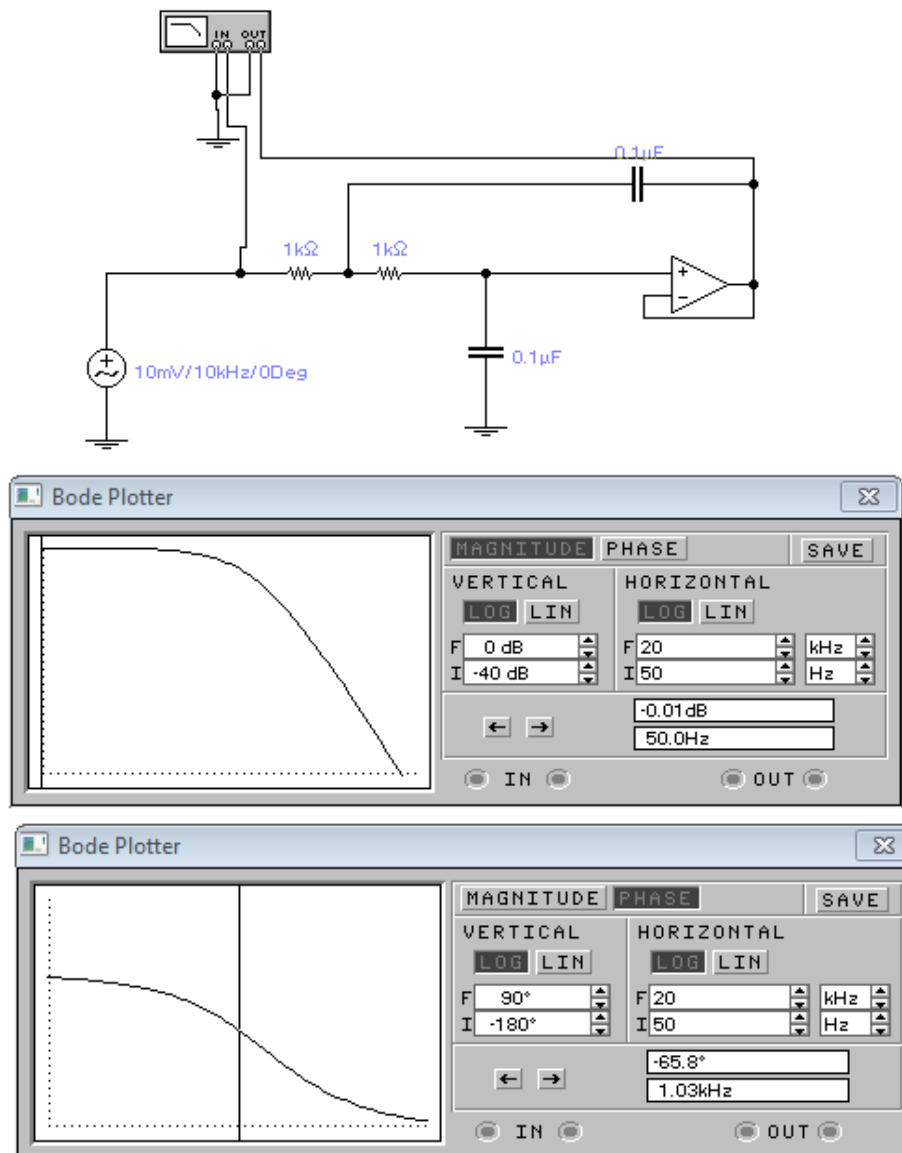 IN OUT
0.1µF
1kΩ 1kΩ
+
−
10mV/10kHz/0Deg
0.1µF
Bode Plotter
MAGNITUDE PHASE SAVE
VERTICAL HORIZONTAL
LOG LIN LOG LIN
F 0 dB F 20 kHz
I -40 dB I 50 Hz
-0.01dB
← → 50.0Hz
IN OUT
Bode Plotter
MAGNITUDE PHASE SAVE
VERTICAL HORIZONTAL
LOG LIN LOG LIN
F 90° F 20 kHz
I -180° I 50 Hz
-65.8°
← → 1.03kHz
IN OUT